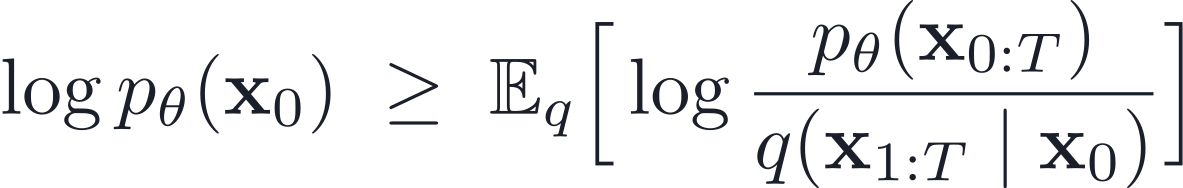 log p_θ(𝐱_0) ≥ 𝔼_q[ log p_θ(𝐱_{0:T}) / q(𝐱_{1:T} | 𝐱_0) ]